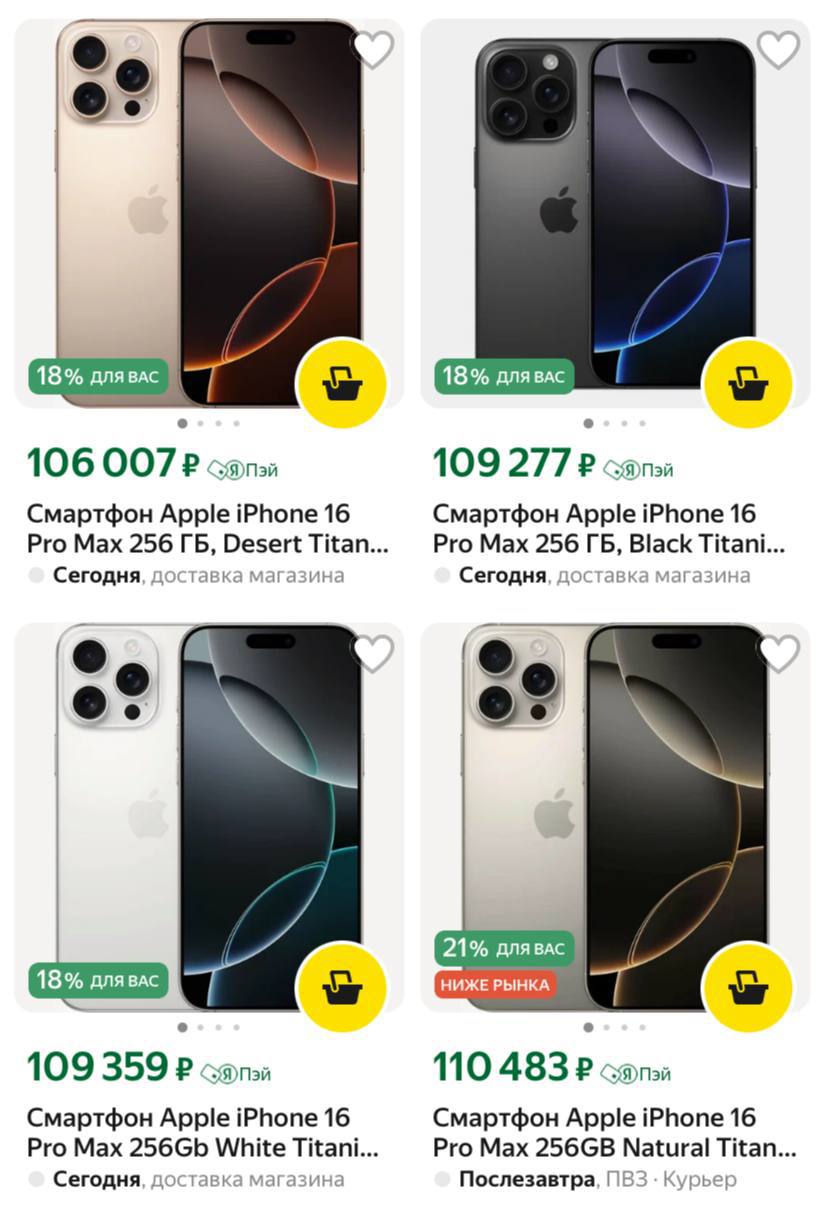 18% ДЛЯ ВАС
106 007 ₽ Я Пэй
Смартфон Apple iPhone 16
Pro Max 256 ГБ, Desert Titan...
Сегодня, доставка магазина
18% ДЛЯ ВАС
109 277 ₽ Я Пэй
Смартфон Apple iPhone 16
Pro Max 256 ГБ, Black Titani...
Сегодня, доставка магазина
18% ДЛЯ ВАС
109 359 ₽ Я Пэй
Смартфон Apple iPhone 16
Pro Max 256Gb White Titani...
Сегодня, доставка магазина
21% ДЛЯ ВАС
НИЖЕ РЫНКА
110 483 ₽ Я Пэй
Смартфон Apple iPhone 16
Pro Max 256GB Natural Titan...
Послезавтра, ПВЗ · Курьер